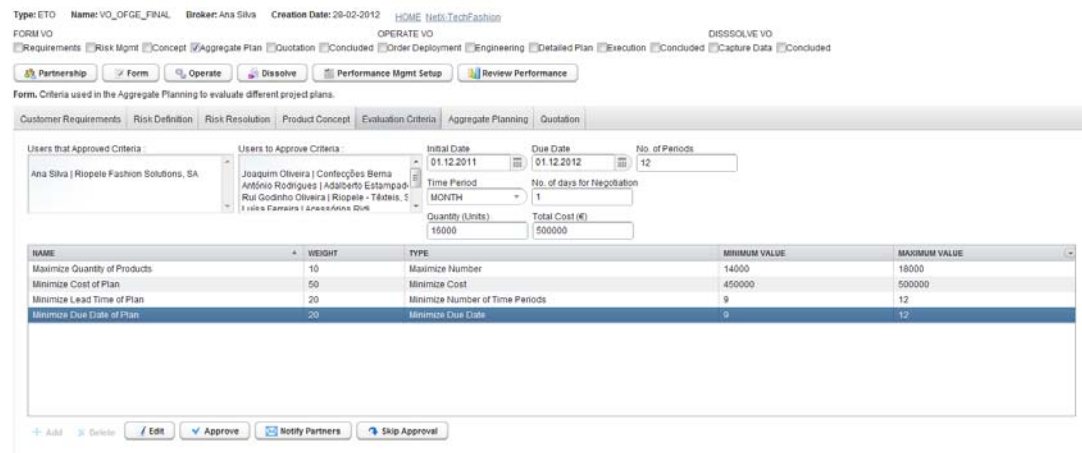 Type: ETO Name: VO_OFGE_FINAL Broker: Ana Silva Creation Date: 28-02-2012 HOME NetX-TechFashion
FORM VO OPERATE VO DISSSOLVE VO
Requirements Risk Mgmt Concept Aggregate Plan Quotation Concluded Order Deployment Engineering Detailed Plan Execution Concluded Capture Data Concluded
Partnership Form Operate Dissolve Performance Mgmt Setup Review Performance
Form. Criteria used in the Aggregate Planning to evaluate different project plans.
Customer Requirements Risk Definition Risk Resolution Product Concept Evaluation Criteria Aggregate Planning Quotation
Users that Approved Criteria : Users to Approve Criteria : Initial Date Due Date No. of Periods
01.12.2011 01.12.2012 12
Ana Silva | Riopele Fashion Solutions, SA
Joaquim Oliveira | Confecções Berna
António Rodrigues | Adalberto Estampad
Rui Godinho Oliveira | Riopele - Têxteis, S
Luísa Ferreira | Acessórios
Time Period No. of days for Negotiation
MONTH 1
Quantity (Units) Total Cost (€)
16000 500000
NAME WEIGHT TYPE MINIMUM VALUE MAXIMUM VALUE
Maximize Quantity of Products 10 Maximize Number 14000 18000
Minimize Cost of Plan 50 Minimize Cost 450000 500000
Minimize Lead Time of Plan 20 Minimize Number of Time Periods 9 12
Minimize Due Date of Plan 20 Minimize Due Date 9 12
Add Delete Edit Approve Notify Partners Skip Approval